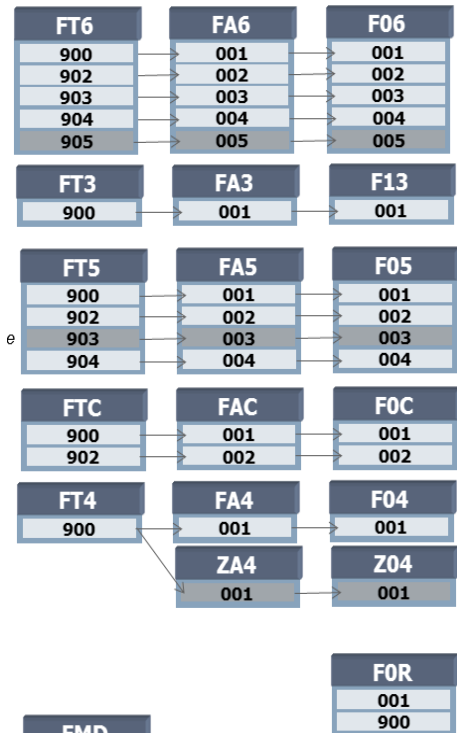 FT6 FA6 F06
900 001 001
902 002 002
903 003 003
904 004 004
905 005 005
FT3 FA3 F13
900 001 001
FT5 FA5 F05
900 001 001
902 002 002
e 903 003 003
904 004 004
FTC FAC F0C
900 001 001
902 002 002
FT4 FA4 F04
900 001 001
ZA4 Z04
001 001
F0R
001
900